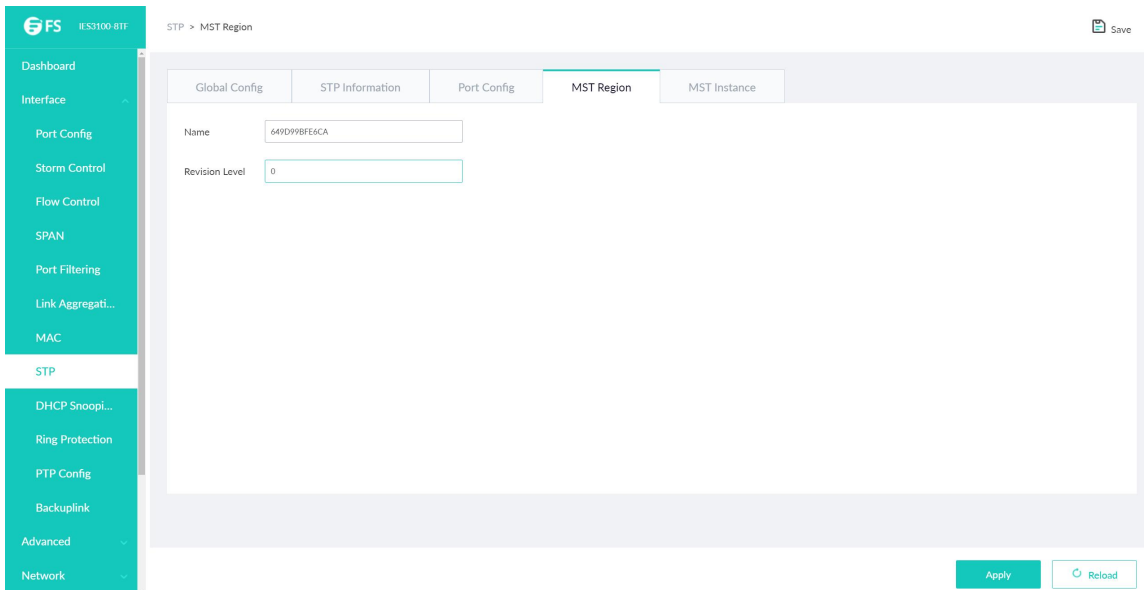 FS IES3100-8TF
STP > MST Region
Save
Dashboard
Interface
Port Config
Storm Control
Flow Control
SPAN
Port Filtering
Link Aggregati...
MAC
STP
DHCP Snoopi...
Ring Protection
PTP Config
Backuplink
Advanced
Network
Global Config STP Information Port Config MST Region MST Instance
Name 649D99BFE6CA
Revision Level 0
Apply Reload